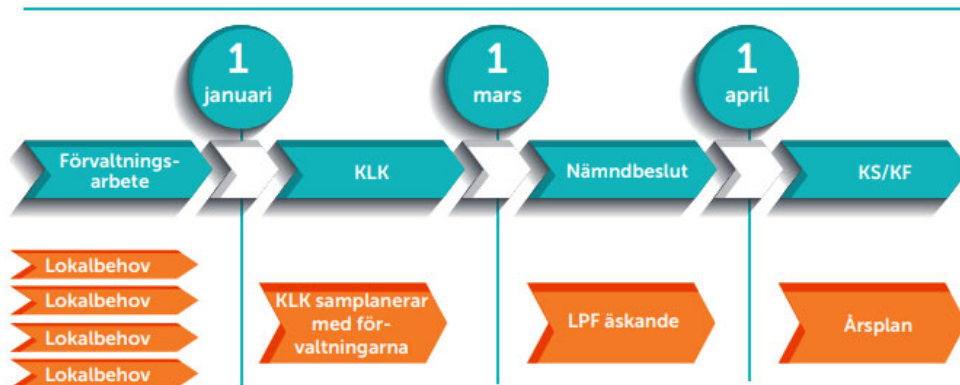 1
januari
1
mars
1
april
Förvaltnings-
arbete
KLK
Nämndbeslut
KS/KF
Lokalbehov
Lokalbehov
Lokalbehov
Lokalbehov
KLK samplanerar
med för-
valtningarna
LPF äskande
Årsplan